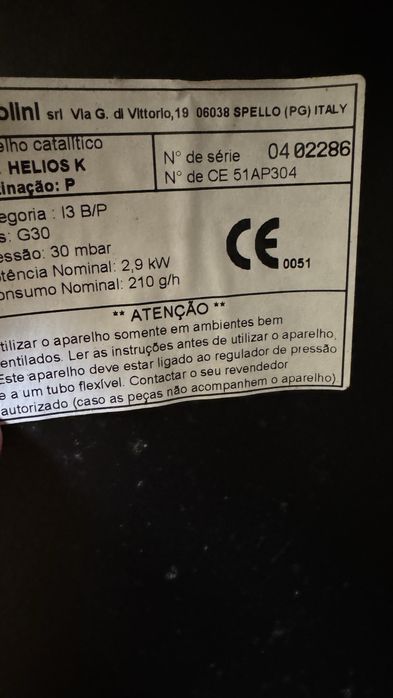 olini srl Via G. di Vittorio,19 06038 SPELLO (PG) ITALY
elho catalítico
. HELIOS K
inação: P
Nº de série 04 02286
Nº de CE 51AP304
egoria : I3 B/P
s: G30
essão: 30 mbar
tência Nominal: 2,9 kW
onsumo Nominal: 210 g/h
CE 0051
** ATENÇÃO **
tilizar o aparelho somente em ambientes bem
entilados. Ler as instruções antes de utilizar o aparelho.
Este aparelho deve estar ligado ao regulador de pressão
e a um tubo flexível. Contactar o seu revendedor
autorizado (caso as peças não acompanhem o aparelho)